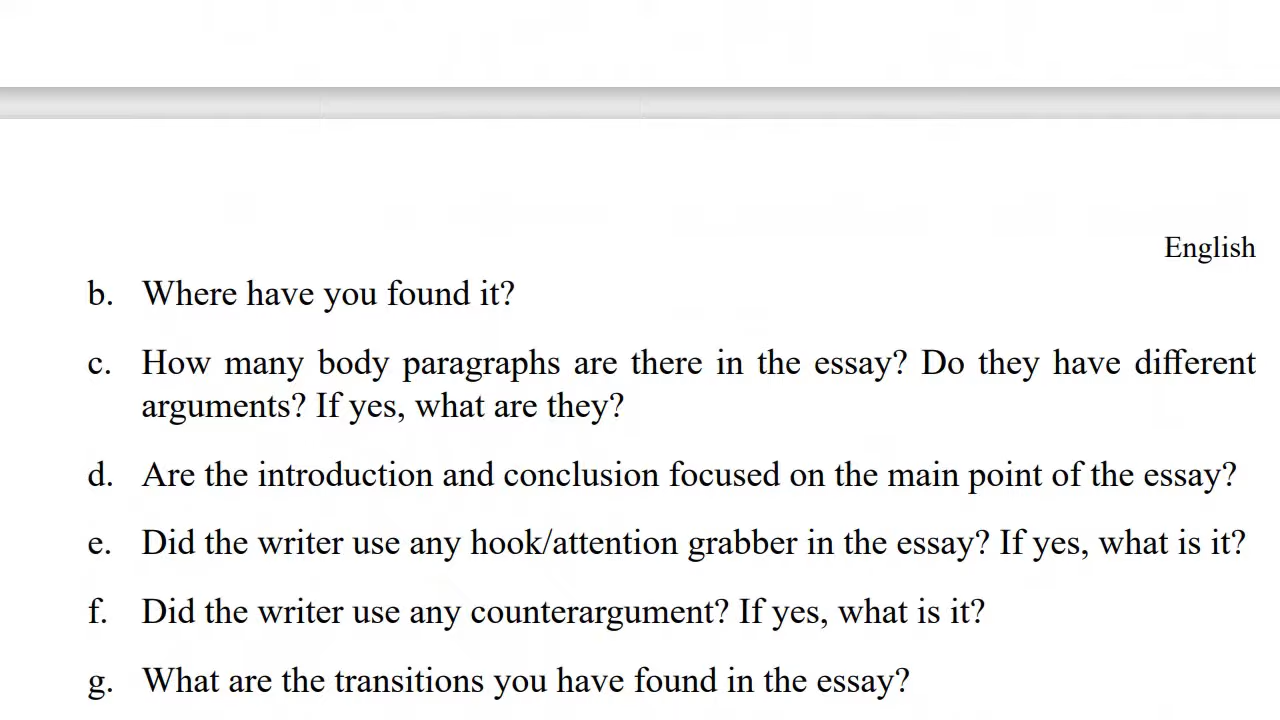 English
b. Where have you found it?
c. How many body paragraphs are there in the essay? Do they have different
arguments? If yes, what are they?
d. Are the introduction and conclusion focused on the main point of the essay?
e. Did the writer use any hook/attention grabber in the essay? If yes, what is it?
f. Did the writer use any counterargument? If yes, what is it?
g. What are the transitions you have found in the essay?